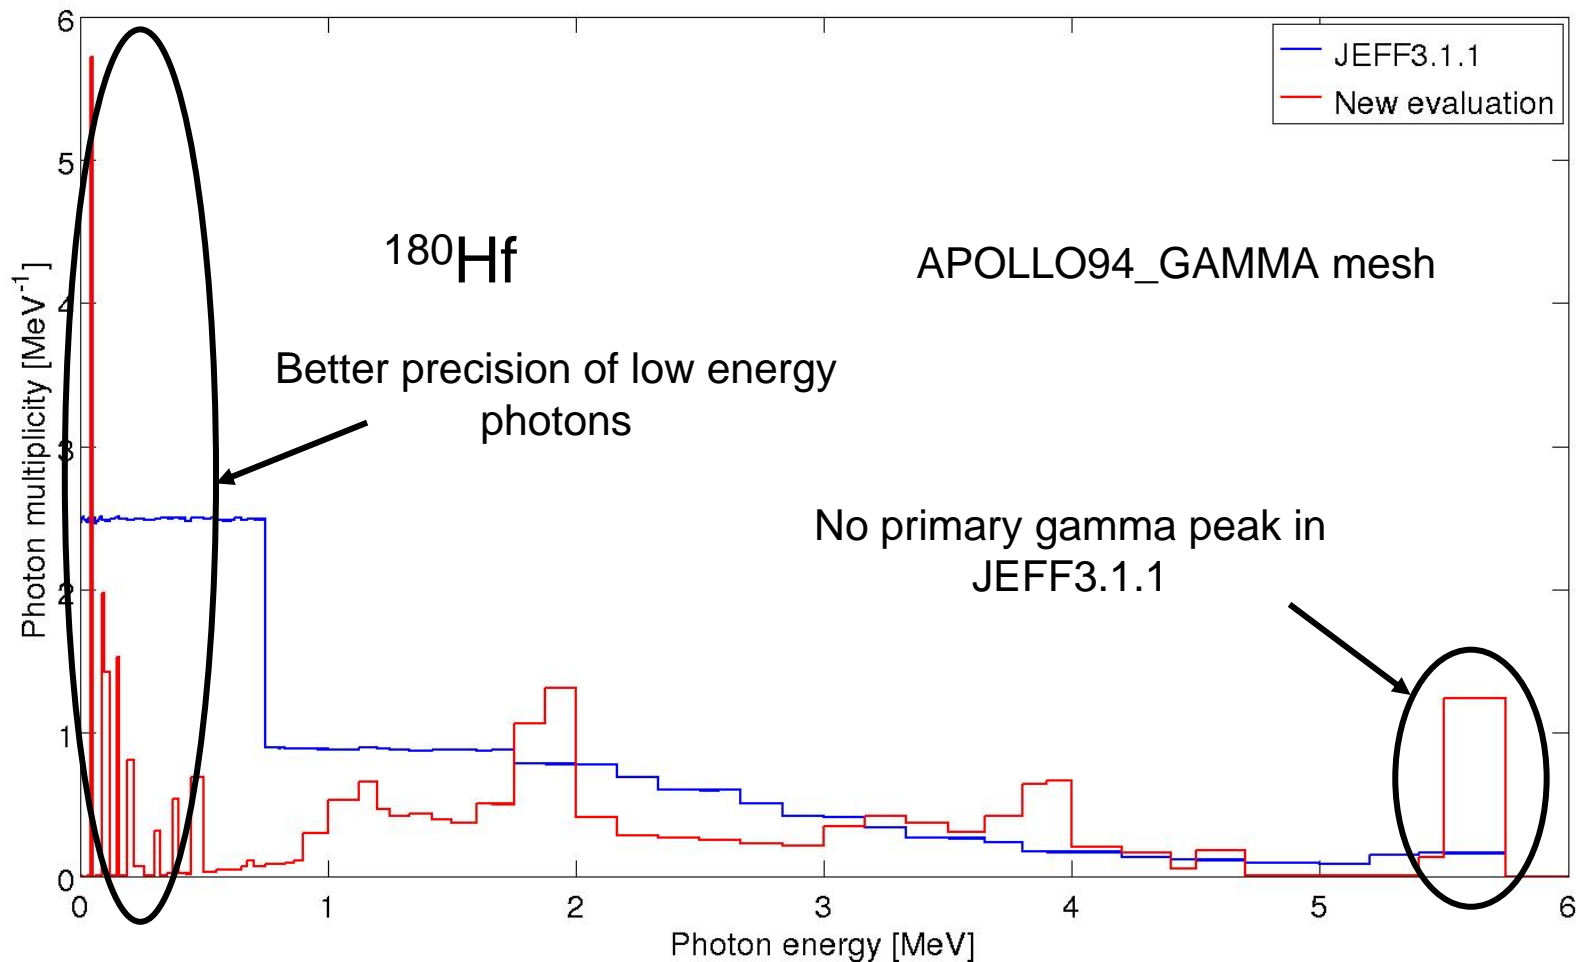 6
5
4
3
2
1
0
Photon multiplicity [MeV-1]
JEFF3.1.1
New evaluation
180Hf
APOLLO94_GAMMA mesh
Better precision of low energy
photons
No primary gamma peak in
JEFF3.1.1
0 1 2 3 4 5 6
Photon energy [MeV]